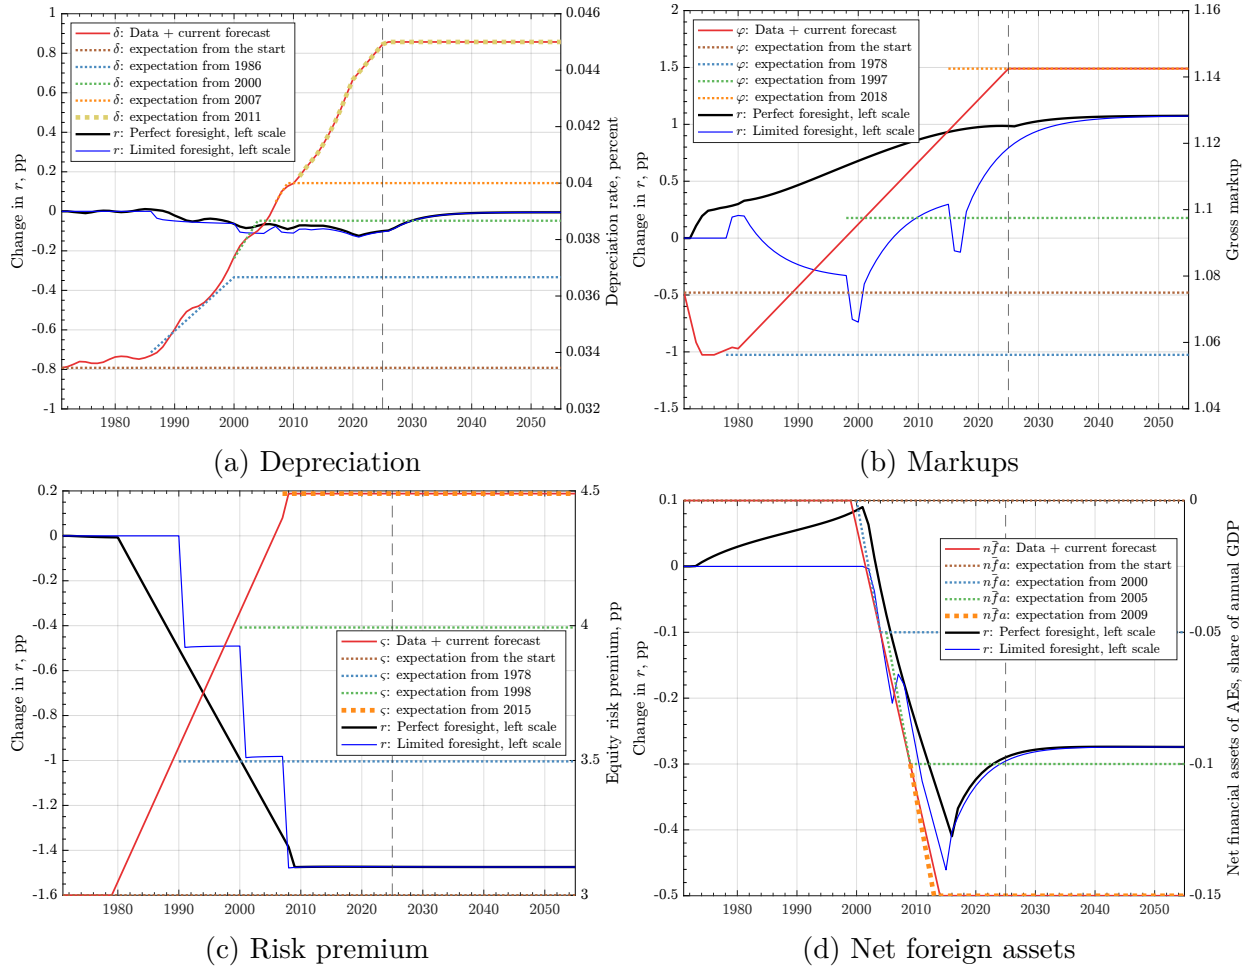 δ: Data + current forecast
δ: expectation from the start
δ: expectation from 1986
δ: expectation from 2000
δ: expectation from 2007
δ: expectation from 2011
r: Perfect foresight, left scale
r: Limited foresight, left scale
1
0.8
0.6
0.4
0.2
0
-0.2
-0.4
-0.6
-0.8
-1
Change in r, pp
0.046
0.044
0.042
0.040
0.038
0.036
0.034
0.032
Depreciation rate, percent
1980 1990 2000 2010 2020 2030 2040 2050
(a) Depreciation
φ: Data + current forecast
φ: expectation from the start
φ: expectation from 1978
φ: expectation from 1997
φ: expectation from 2018
r: Perfect foresight, left scale
r: Limited foresight, left scale
2
1.5
1
0.5
0
-0.5
-1
-1.5
Change in r, pp
1.16
1.14
1.12
1.10
1.08
1.06
1.04
Gross markup
1980 1990 2000 2010 2020 2030 2040 2050
(b) Markups
0.2
0
-0.2
-0.4
-0.6
-0.8
-1
-1.2
-1.4
-1.6
Change in r, pp
ς: Data + current forecast
ς: expectation from the start
ς: expectation from 1978
ς: expectation from 1998
ς: expectation from 2015
r: Perfect foresight, left scale
r: Limited foresight, left scale
4.5
4
3.5
3
Equity risk premium, pp
1980 1990 2000 2010 2020 2030 2040 2050
(c) Risk premium
0.1
0
-0.1
-0.2
-0.3
-0.4
-0.5
Change in r, pp
nf̄a: Data + current forecast
nf̄a: expectation from the start
nf̄a: expectation from 2000
nf̄a: expectation from 2005
nf̄a: expectation from 2009
r: Perfect foresight, left scale
r: Limited foresight, left scale
0
-0.05
-0.1
-0.15
Net financial assets of AEs, share of annual GDP
1980 1990 2000 2010 2020 2030 2040 2050
(d) Net foreign assets